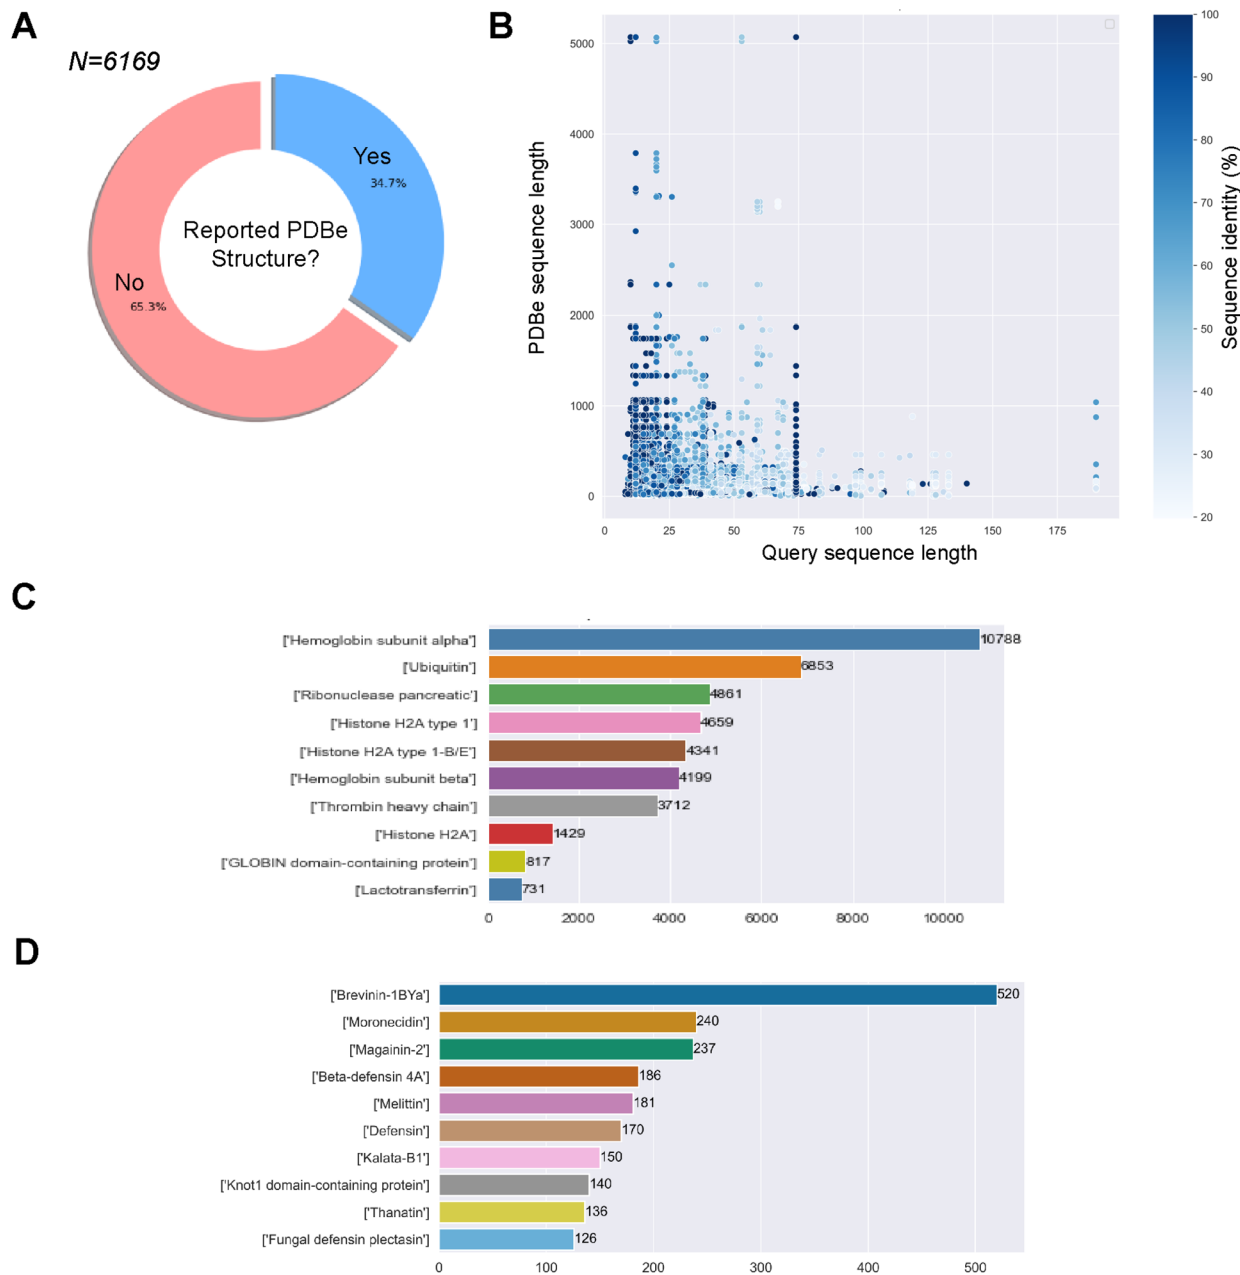 A
N=6169
Yes
34.7%
Reported PDBe
Structure?
No
65.3%
B
PDBe sequence length
5000
4000
3000
2000
1000
0
0 25 50 75 100 125 150 175
Query sequence length
100
90
80
70
60
50
40
30
20
Sequence identity (%)
C
['Hemoglobin subunit alpha'] 10788
['Ubiquitin'] 6853
['Ribonuclease pancreatic'] 4861
['Histone H2A type 1'] 4659
['Histone H2A type 1-B/E'] 4341
['Hemoglobin subunit beta'] 4199
['Thrombin heavy chain'] 3712
['Histone H2A'] 1429
['GLOBIN domain-containing protein'] 817
['Lactotransferrin'] 731
0 2000 4000 6000 8000 10000
D
['Brevinin-1BYa'] 520
['Moronecidin'] 240
['Magainin-2'] 237
['Beta-defensin 4A'] 186
['Melittin'] 181
['Defensin'] 170
['Kalata-B1'] 150
['Knot1 domain-containing protein'] 140
['Thanatin'] 136
['Fungal defensin plectasin'] 126
0 100 200 300 400 500